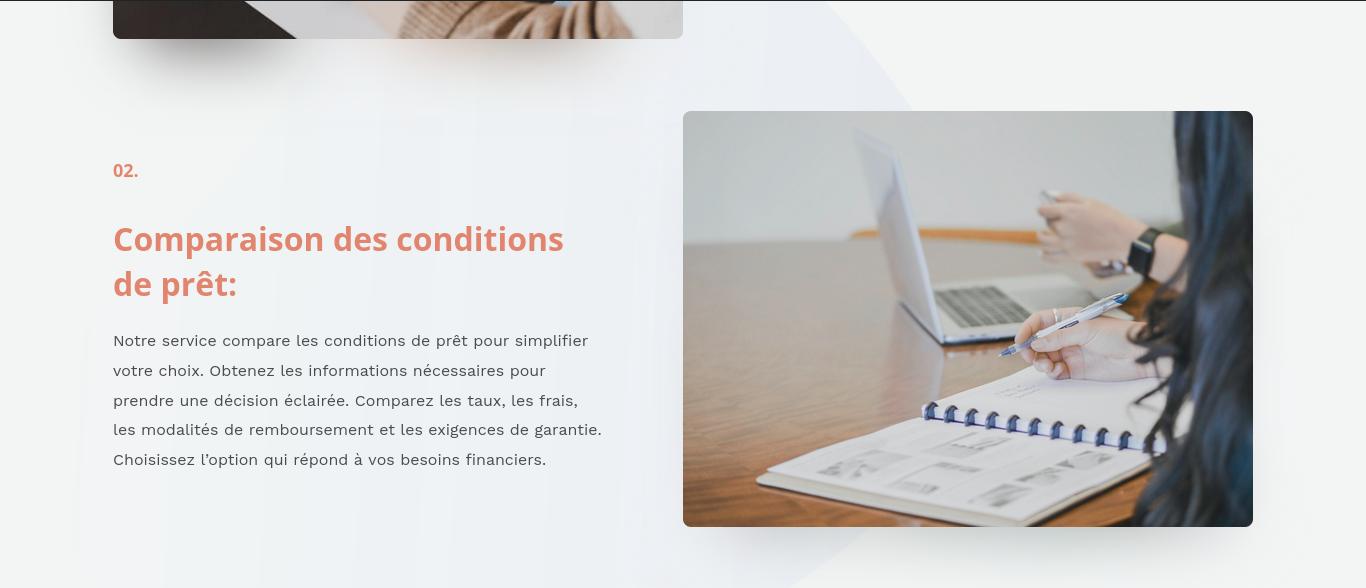 02.
Comparaison des conditions
de prêt:
Notre service compare les conditions de prêt pour simplifier
votre choix. Obtenez les informations nécessaires pour
prendre une décision éclairée. Comparez les taux, les frais,
les modalités de remboursement et les exigences de garantie.
Choisissez l’option qui répond à vos besoins financiers.